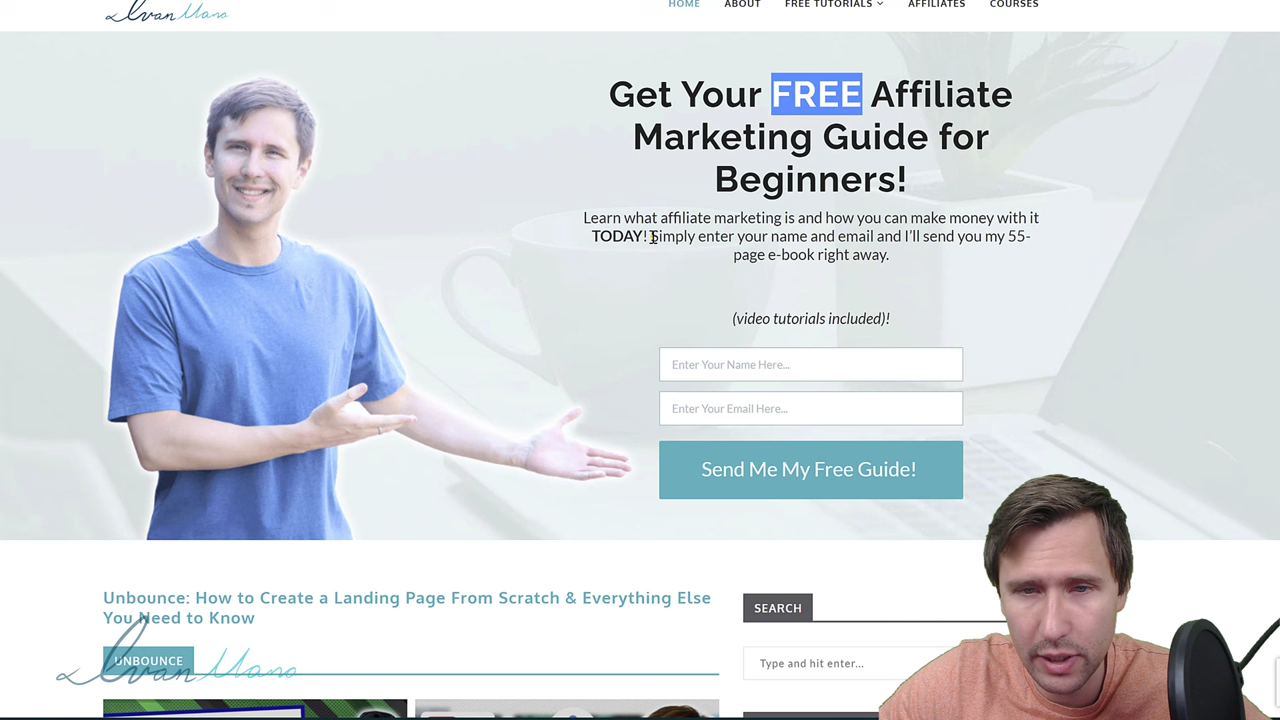 Ivan Mana
HOME ABOUT FREE TUTORIALS AFFILIATES COURSES
Get Your FREE Affiliate
Marketing Guide for
Beginners!
Learn what affiliate marketing is and how you can make money with it
TODAY! Simply enter your name and email and I'll send you my 55-
page e-book right away.
(video tutorials included)!
Enter Your Name Here...
Enter Your Email Here...
Send Me My Free Guide!
Unbounce: How to Create a Landing Page From Scratch & Everything Else
You Need to Know
SEARCH
UNBOUNCE
Type and hit enter...
Ivan Mana